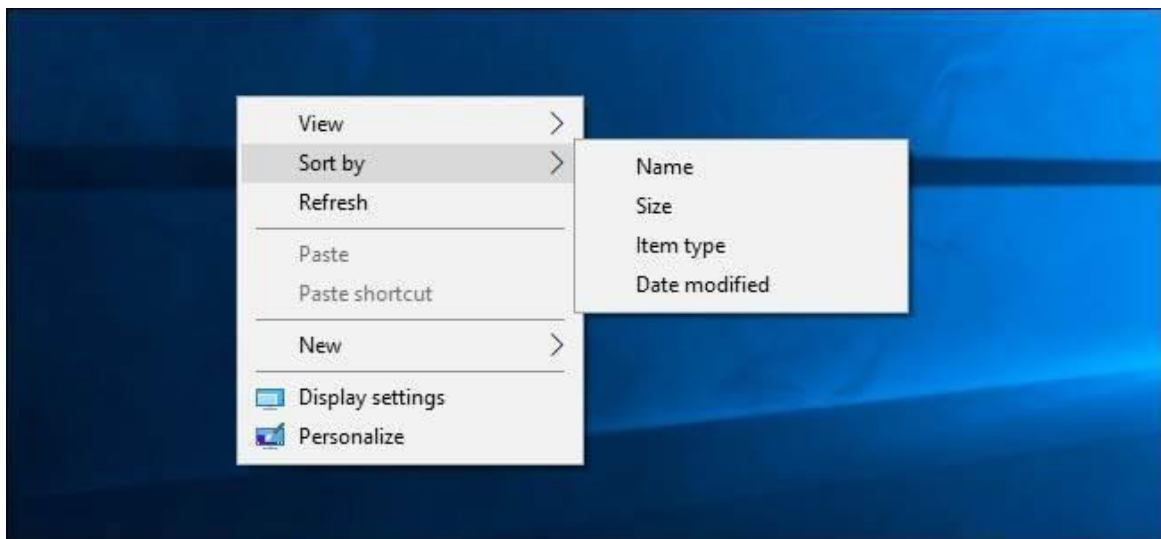 View
Sort by
Refresh
Paste
Paste shortcut
New
Display settings
Personalize
Name
Size
Item type
Date modified